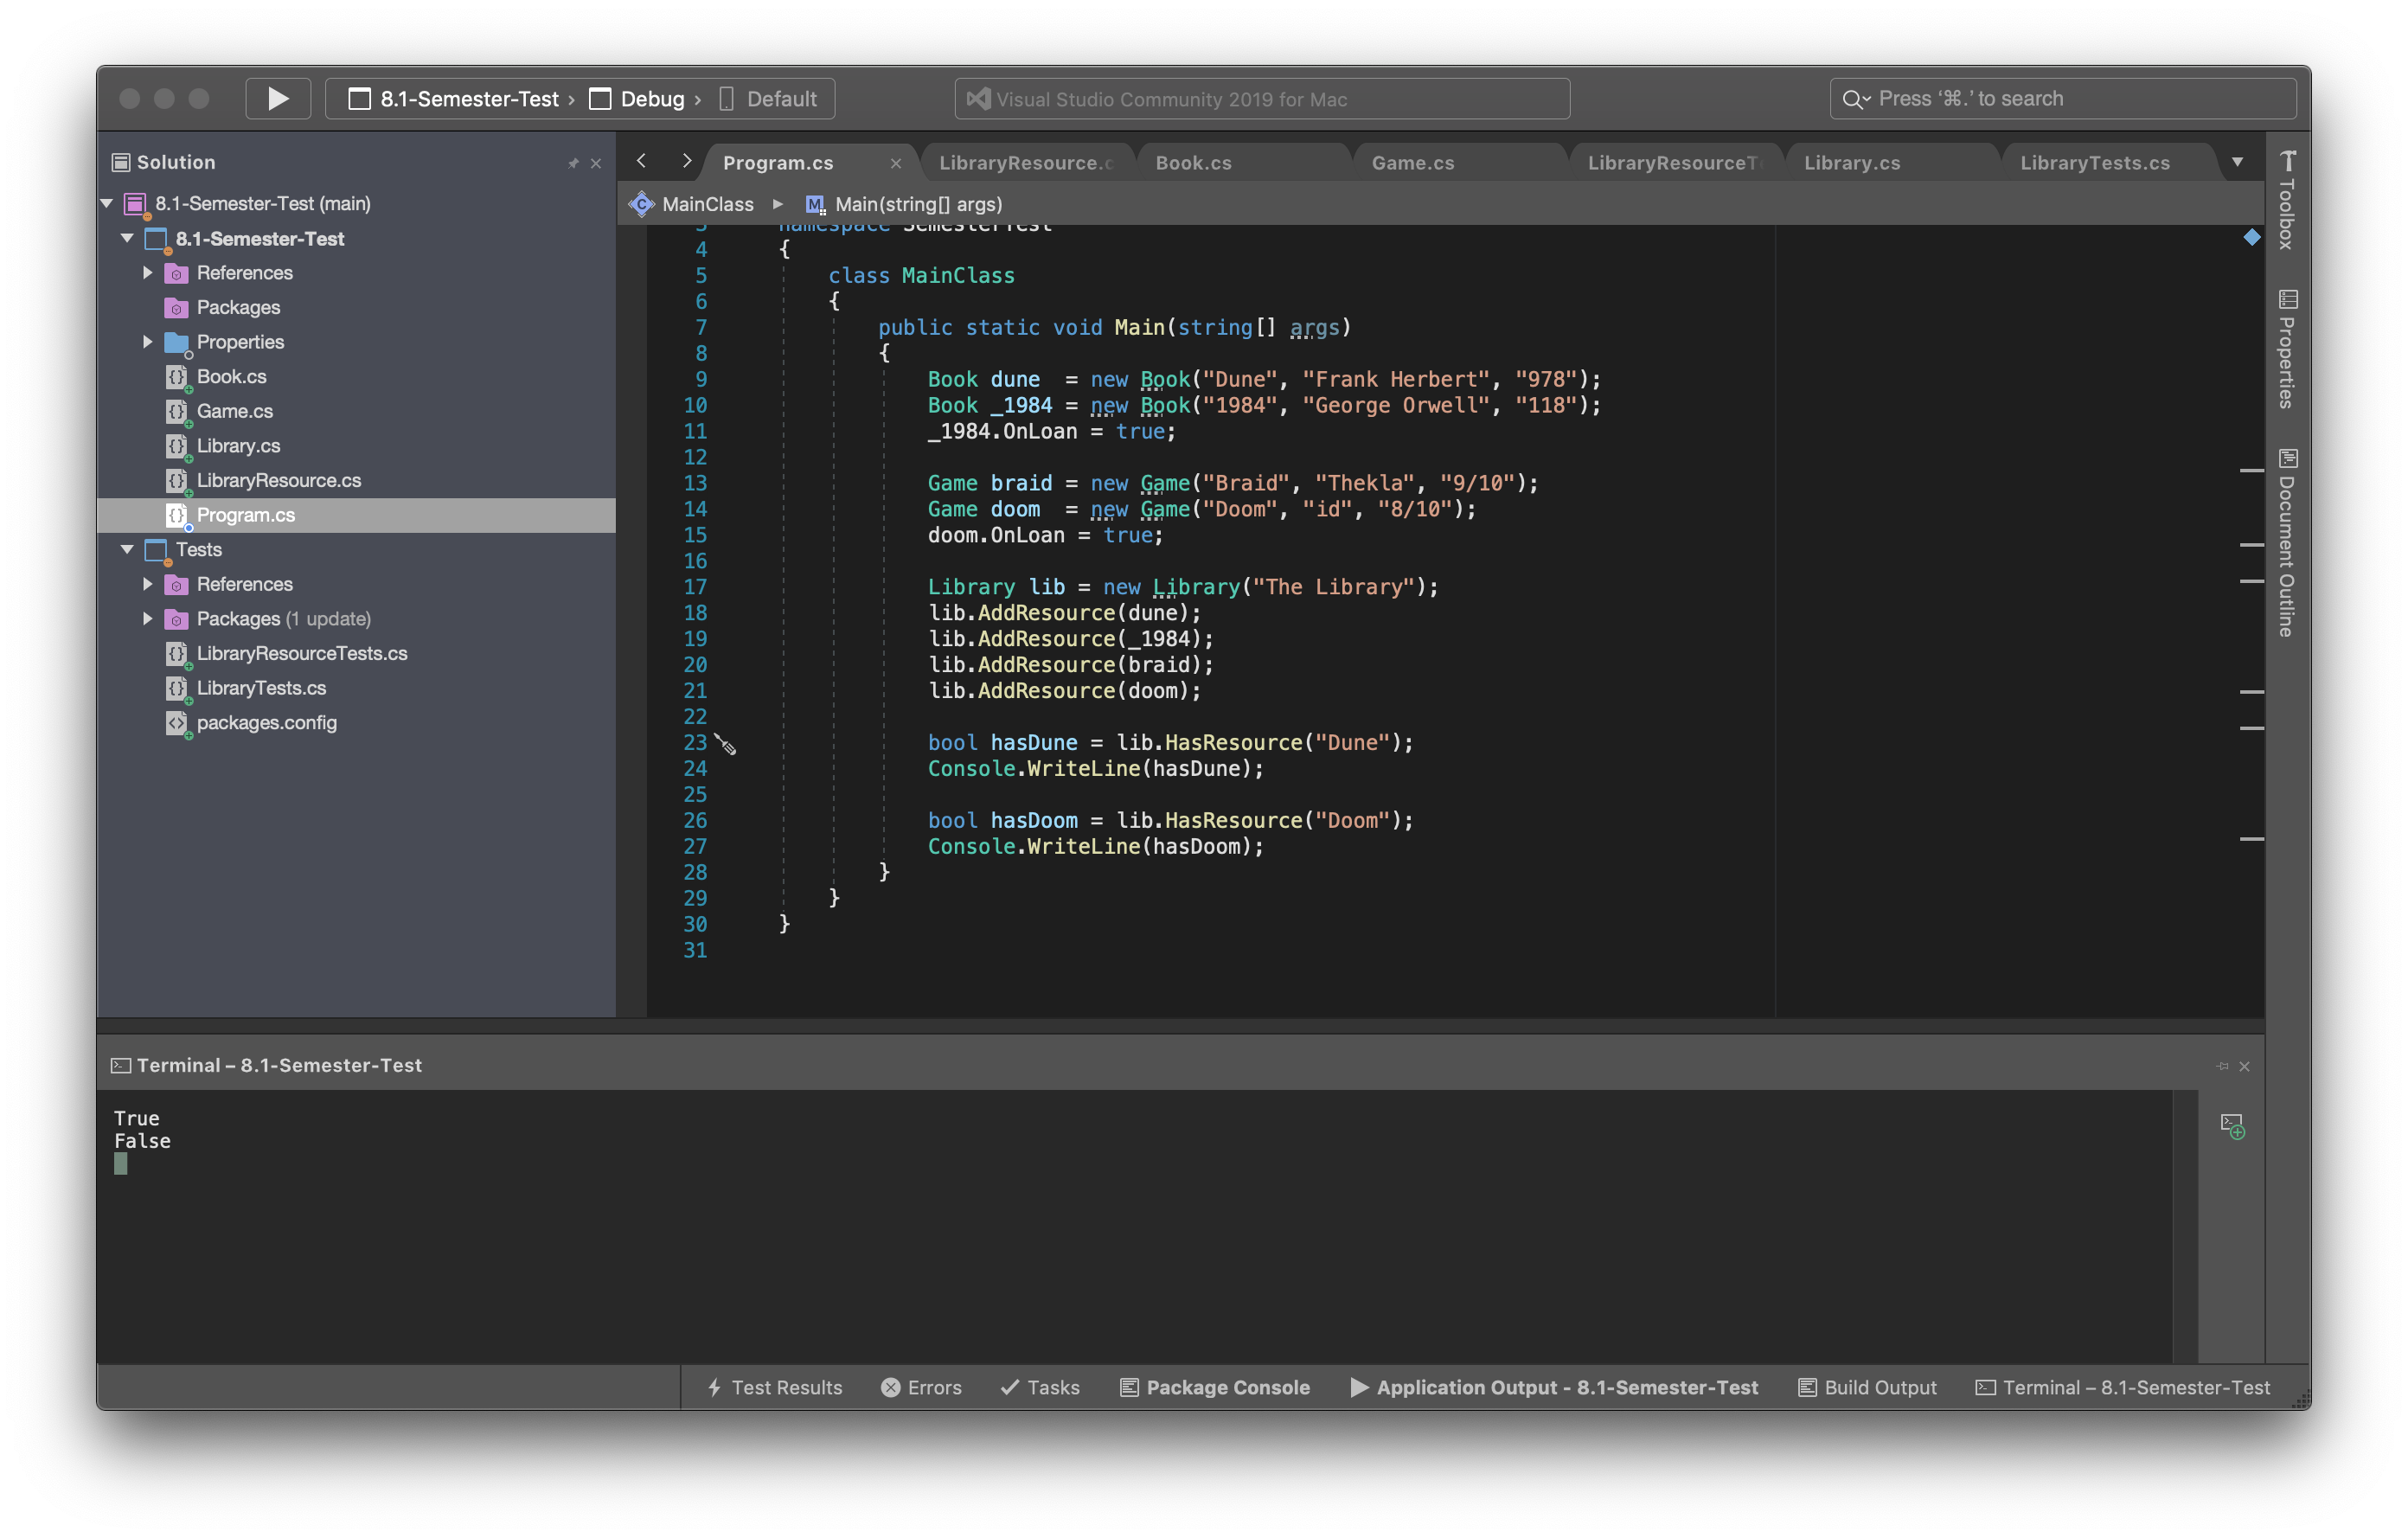 8.1-Semester-Test › Debug › Default
Visual Studio Community 2019 for Mac
Press ‘⌘.’ to search
Solution
8.1-Semester-Test (main)
8.1-Semester-Test
References
Packages
Properties
Book.cs
Game.cs
Library.cs
LibraryResource.cs
Program.cs
Tests
References
Packages (1 update)
LibraryResourceTests.cs
LibraryTests.cs
packages.config
Program.cs
LibraryResource.c
Book.cs
Game.cs
LibraryResourceT
Library.cs
LibraryTests.cs
MainClass
Main(string[] args)
3 namespace SemesterTest
4 {
5 class MainClass
6 {
7 public static void Main(string[] args)
8 {
9 Book dune  = new Book("Dune", "Frank Herbert", "978");
10 Book _1984 = new Book("1984", "George Orwell", "118");
11 _1984.OnLoan = true;
12
13 Game braid = new Game("Braid", "Thekla", "9/10");
14 Game doom  = new Game("Doom", "id", "8/10");
15 doom.OnLoan = true;
16
17 Library lib = new Library("The Library");
18 lib.AddResource(dune);
19 lib.AddResource(_1984);
20 lib.AddResource(braid);
21 lib.AddResource(doom);
22
23 bool hasDune = lib.HasResource("Dune");
24 Console.WriteLine(hasDune);
25
26 bool hasDoom = lib.HasResource("Doom");
27 Console.WriteLine(hasDoom);
28 }
29 }
30 }
31
Toolbox
Properties
Document Outline
Terminal – 8.1-Semester-Test
True
False
Test Results
Errors
Tasks
Package Console
Application Output - 8.1-Semester-Test
Build Output
Terminal – 8.1-Semester-Test